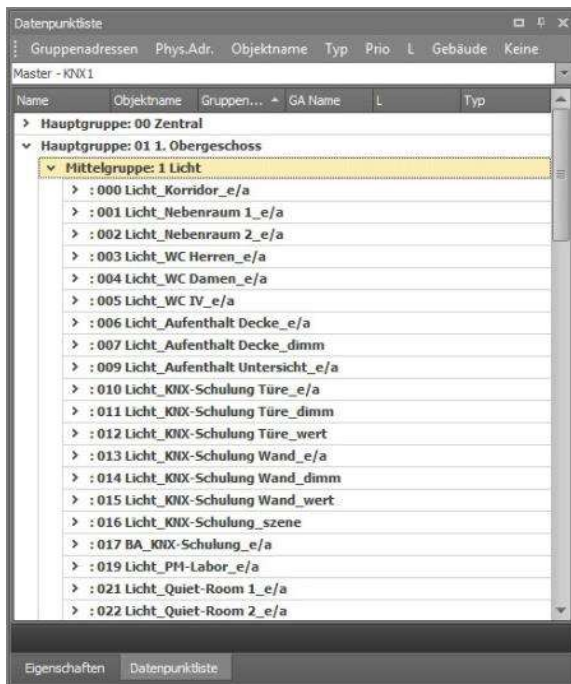 Datenpunktliste
Gruppenadressen Phys.Adr. Objektname Typ Prio L Gebäude Keine
Master - KNX1
Name Objektname Gruppen... GA Name L Typ
Hauptgruppe: 00 Zentral
Hauptgruppe: 01 1. Obergeschoss
Mittelgruppe: 1 Licht
: 000 Licht_Korridor_e/a
: 001 Licht_Nebenraum 1_e/a
: 002 Licht_Nebenraum 2_e/a
: 003 Licht_WC Herren_e/a
: 004 Licht_WC Damen_e/a
: 005 Licht_WC IV_e/a
: 006 Licht_Aufenthalt Decke_e/a
: 007 Licht_Aufenthalt Decke_dimm
: 009 Licht_Aufenthalt Untersicht_e/a
: 010 Licht_KNX-Schulung Türe_e/a
: 011 Licht_KNX-Schulung Türe_dimm
: 012 Licht_KNX-Schulung Türe_wert
: 013 Licht_KNX-Schulung Wand_e/a
: 014 Licht_KNX-Schulung Wand_dimm
: 015 Licht_KNX-Schulung Wand_wert
: 016 Licht_KNX-Schulung_szene
: 017 BA_KNX-Schulung_e/a
: 019 Licht_PM-Labor_e/a
: 021 Licht_Quiet-Room 1_e/a
: 022 Licht_Quiet-Room 2_e/a
Eigenschaften Datenpunktliste